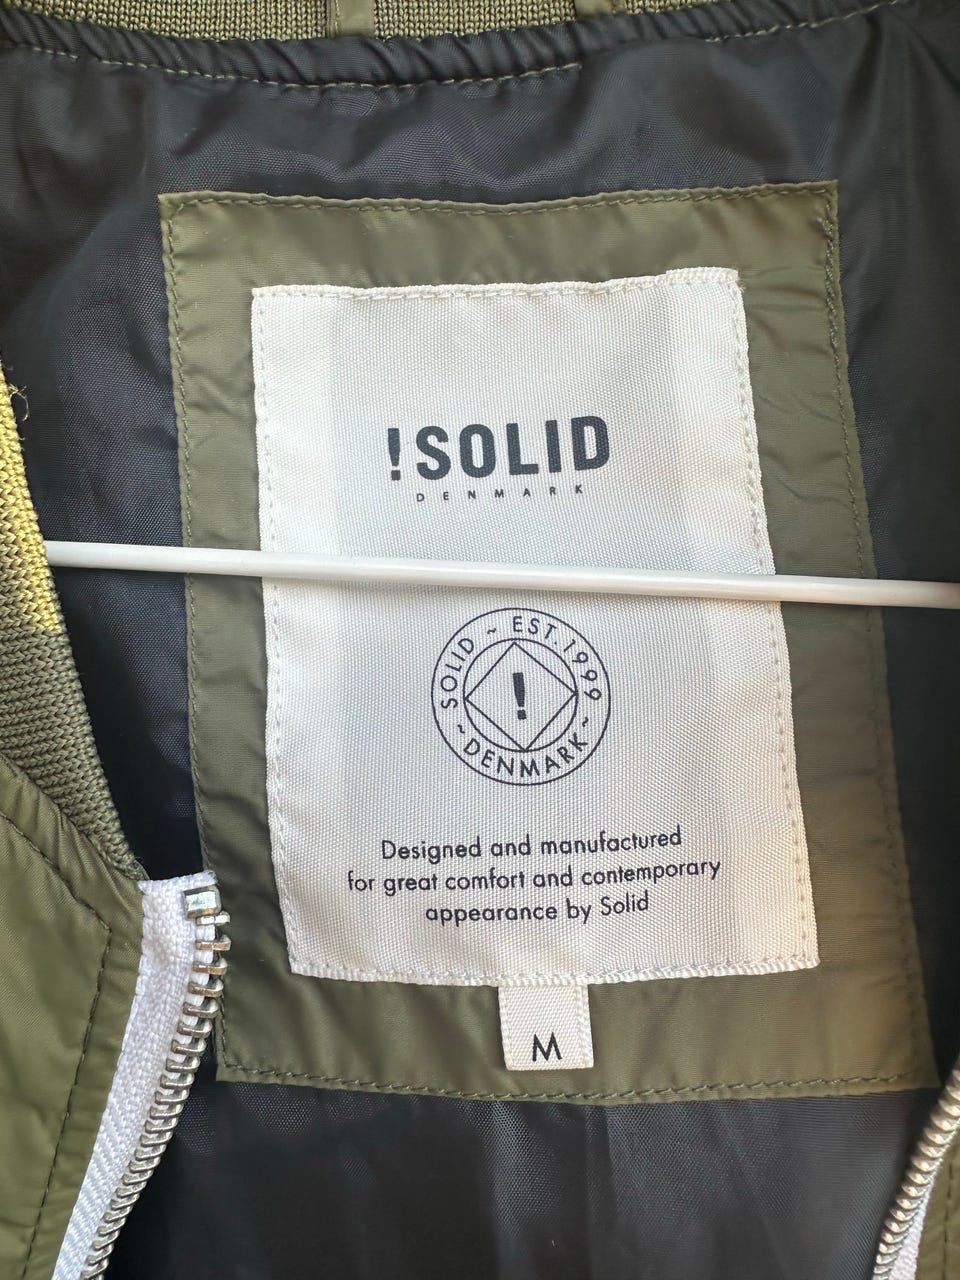 !SOLID
DENMARK
SOLID ~ EST. 1999 ~ DENMARK ~
!
Designed and manufactured
for great comfort and contemporary
appearance by Solid
M